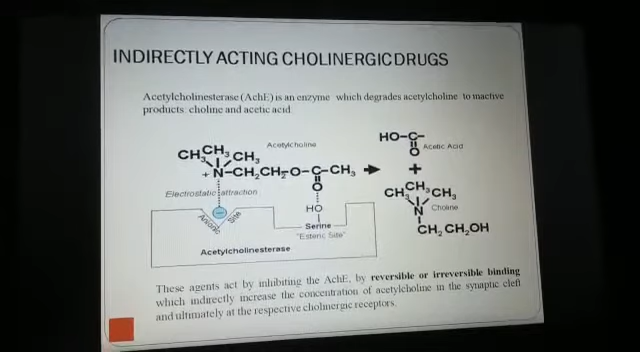 INDIRECTLY ACTING CHOLINERGIC DRUGS
Acetylcholinesterase (AchE) is an enzyme which degrades acetylcholine to inactive
products: choline and acetic acid
Acetylcholine
CH₃ CH₃ CH₃
+ N—CH₂CH₂O—C—CH₃
O
Electrostatic attraction
Anionic Site
HO
Serine
"Esteric Site"
Acetylcholinesterase
HO—C—
O
Acetic Acid
+
CH₃ CH₃ CH₃
N
Choline
CH₂ CH₂OH
These agents act by inhibiting the AchE, by reversible or irreversible binding
which indirectly increase the concentration of acetylcholine in the synaptic cleft
and ultimately at the respective cholinergic receptors.